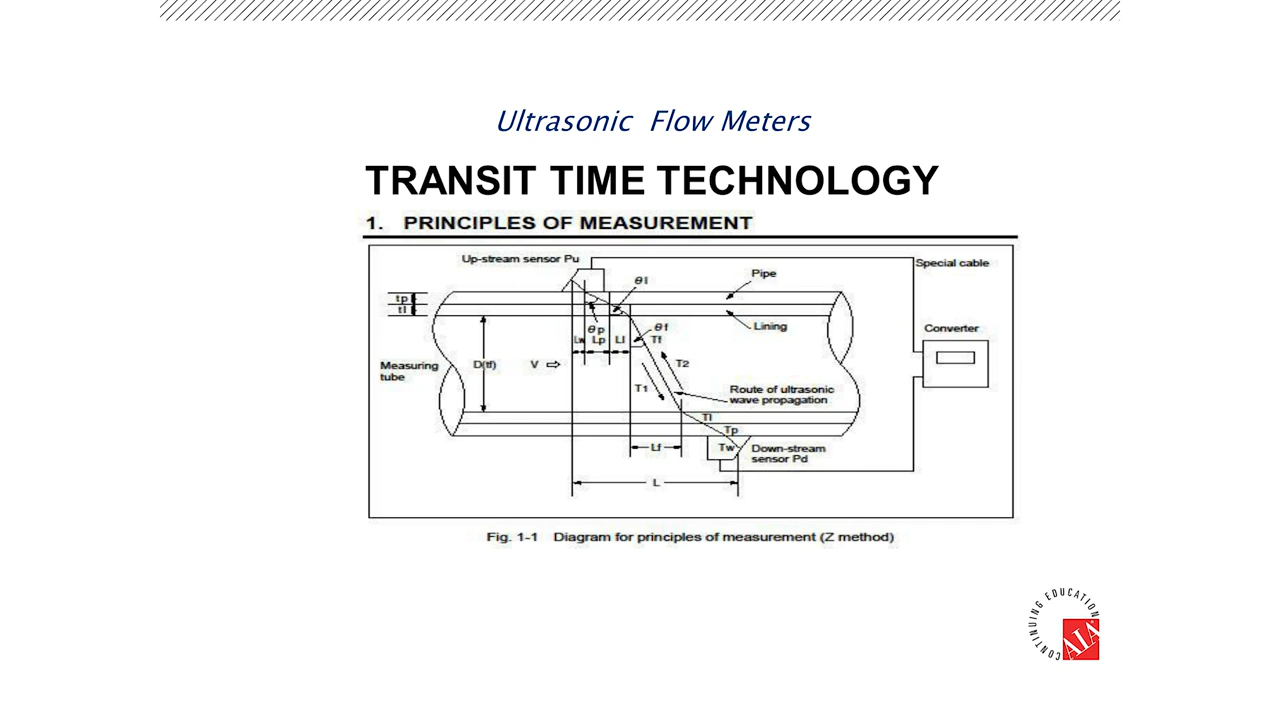 Ultrasonic Flow Meters
TRANSIT TIME TECHNOLOGY
1. PRINCIPLES OF MEASUREMENT
Up-stream sensor Pu
Special cable
θl
Pipe
tp
tl
θp
θf
Lining
Converter
Lw
Lp
Ll
Tf
Measuring
tube
D(tf)
V
T2
T1
Route of ultrasonic
wave propagation
Tl
Tp
Lf
Tw
Down-stream
sensor Pd
L
Fig. 1-1 Diagram for principles of measurement (Z method)
CONTINUING EDUCATION
AIA